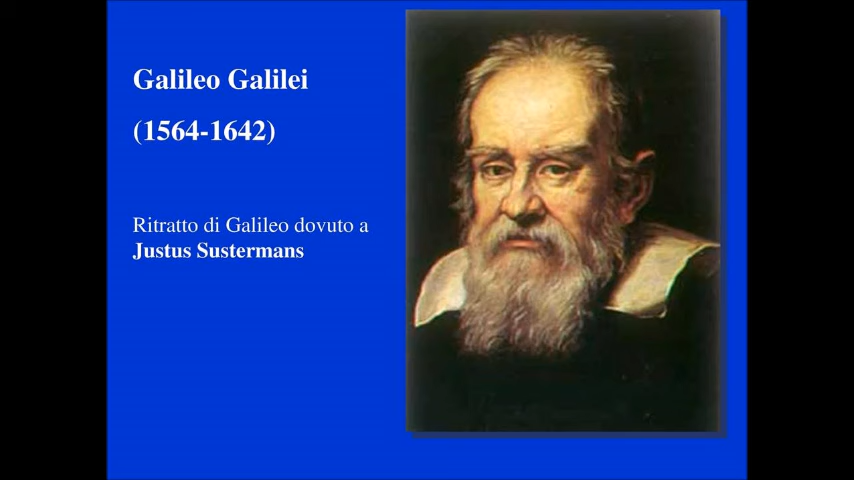 Galileo Galilei
(1564-1642)
Ritratto di Galileo dovuto a
Justus Sustermans